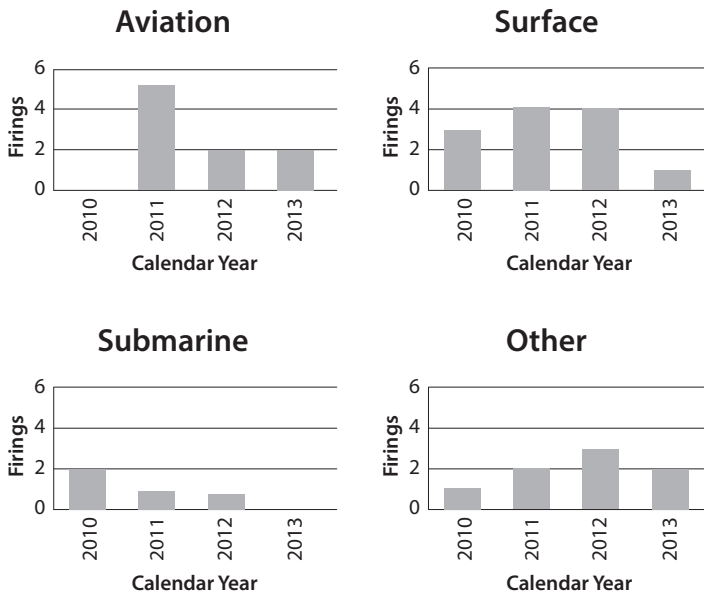 Aviation
6
4
2
0
Firings
2010
2011
2012
2013
Calendar Year
Surface
6
4
2
0
Firings
2010
2011
2012
2013
Calendar Year
Submarine
6
4
2
0
Firings
2010
2011
2012
2013
Calendar Year
Other
6
4
2
0
Firings
2010
2011
2012
2013
Calendar Year